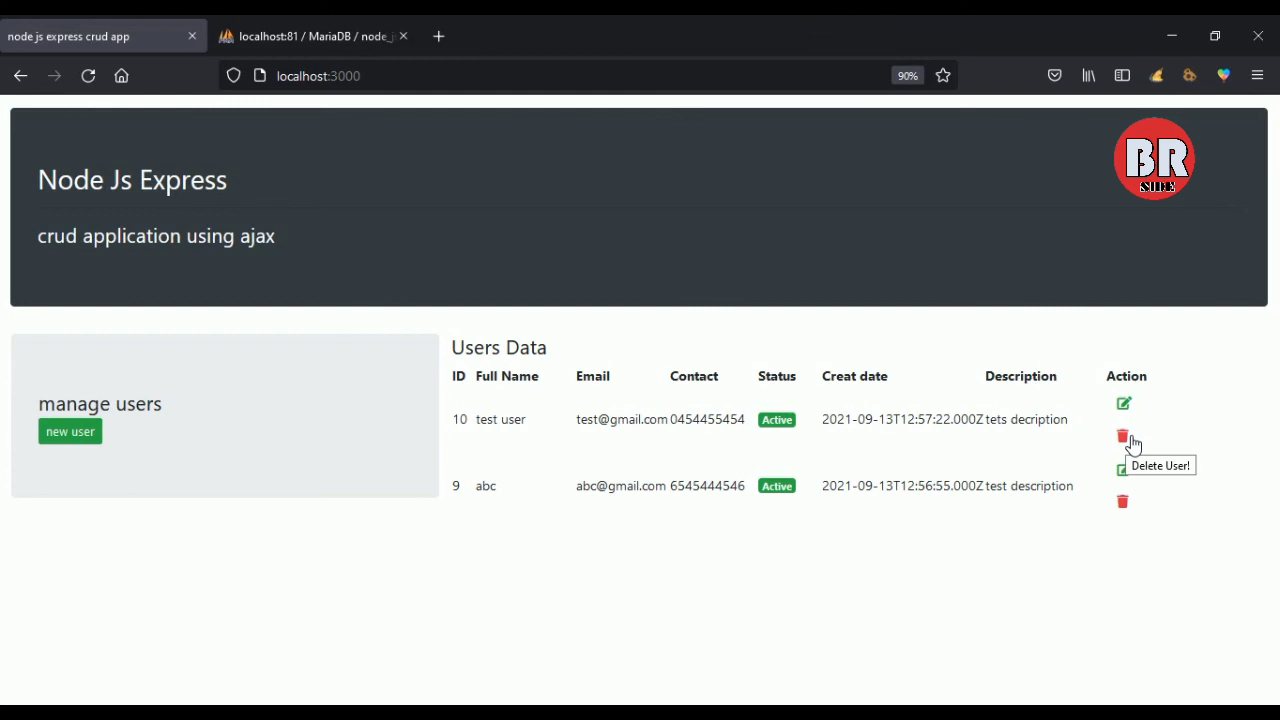 node js express crud app
localhost:81 / MariaDB / node_js
localhost:3000
90%
BR
SIDE
Node Js Express
crud application using ajax
manage users
new user
Users Data
ID Full Name Email Contact Status Creat date Description Action
10 test user test@gmail.com 0454455454 Active 2021-09-13T12:57:22.000Z tets decription
Delete User!
9 abc abc@gmail.com 6545444546 Active 2021-09-13T12:56:55.000Z test description